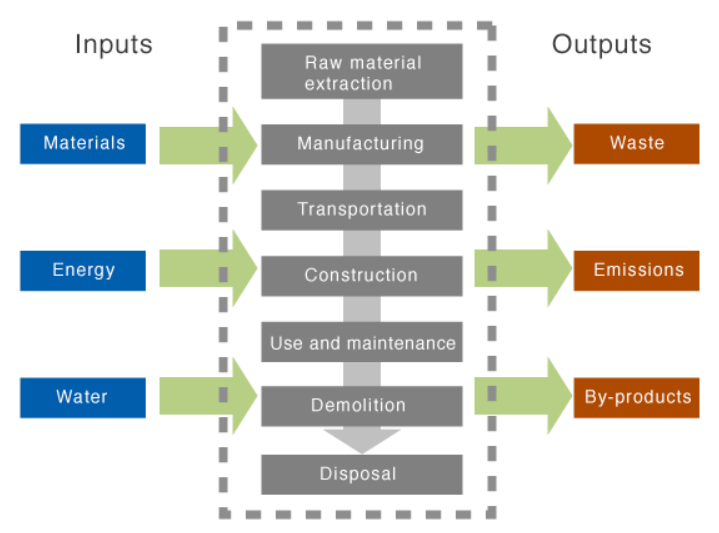 Inputs
Outputs
Raw material
extraction
Materials
Manufacturing
Waste
Transportation
Energy
Construction
Emissions
Use and maintenance
Water
Demolition
By-products
Disposal